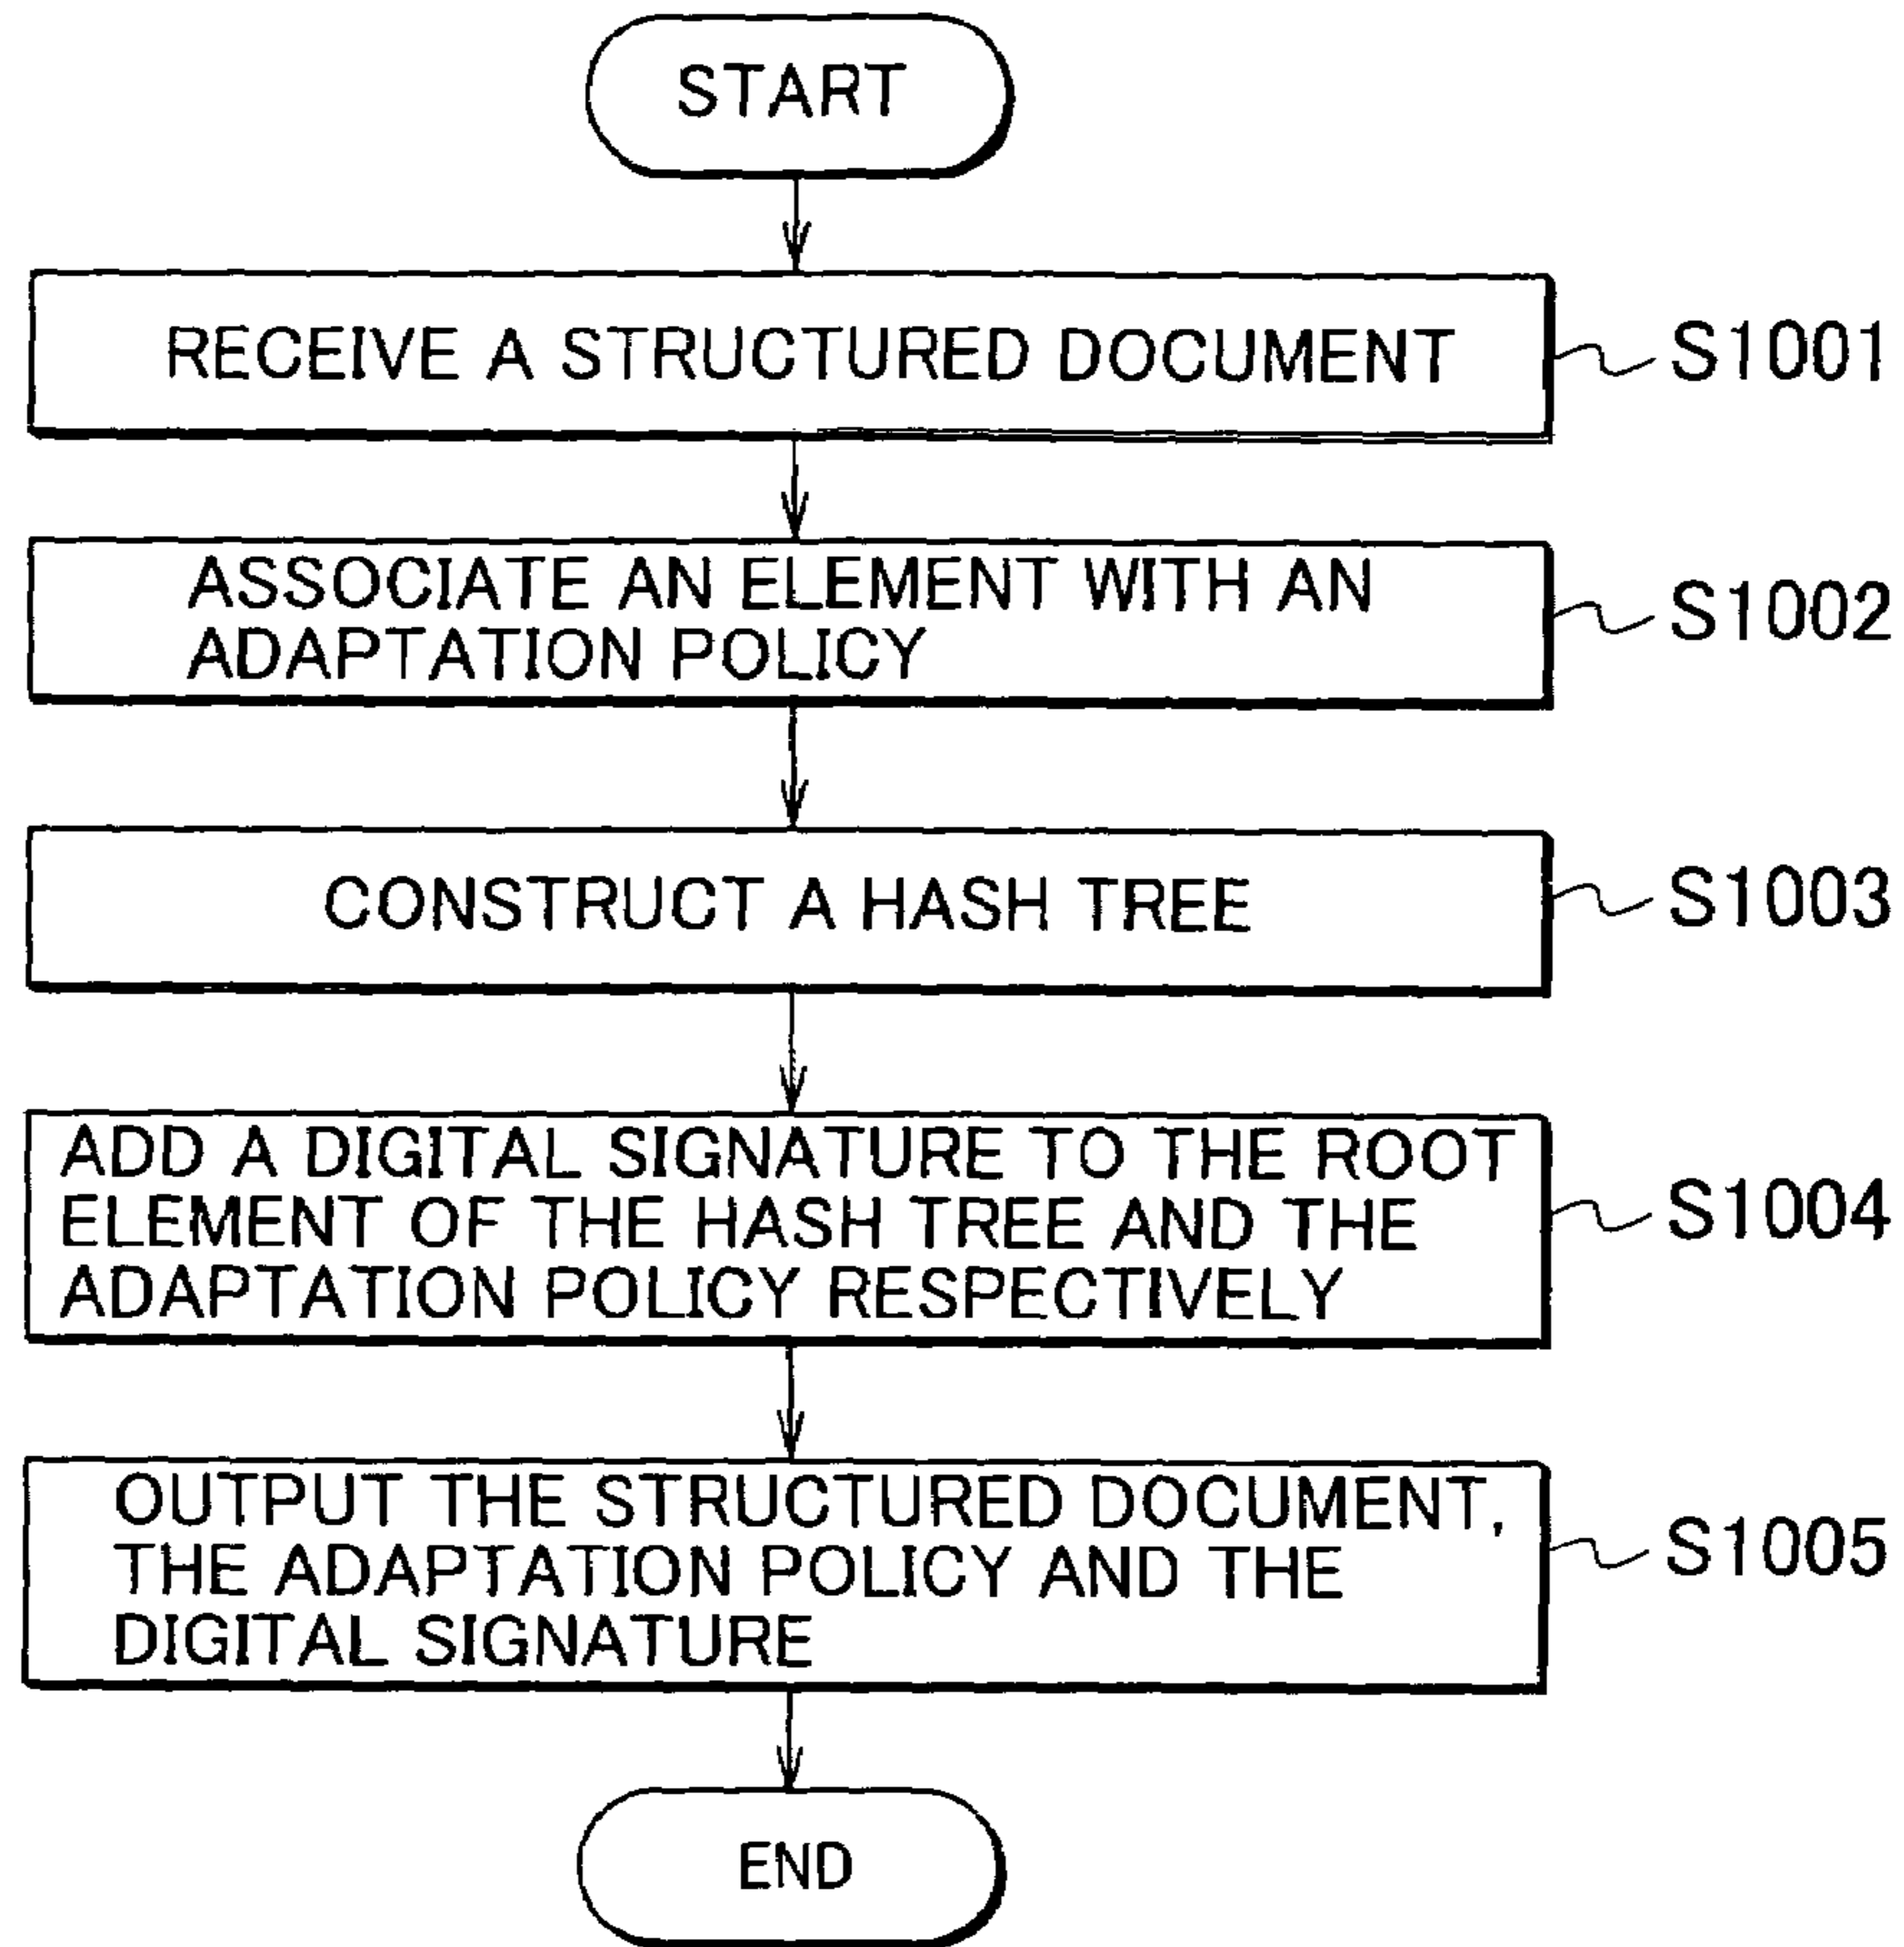 START
RECEIVE A STRUCTURED DOCUMENT
S1001
ASSOCIATE AN ELEMENT WITH AN
ADAPTATION POLICY
S1002
CONSTRUCT A HASH TREE
S1003
ADD A DIGITAL SIGNATURE TO THE ROOT
ELEMENT OF THE HASH TREE AND THE
ADAPTATION POLICY RESPECTIVELY
S1004
OUTPUT THE STRUCTURED DOCUMENT,
THE ADAPTATION POLICY AND THE
DIGITAL SIGNATURE
S1005
END